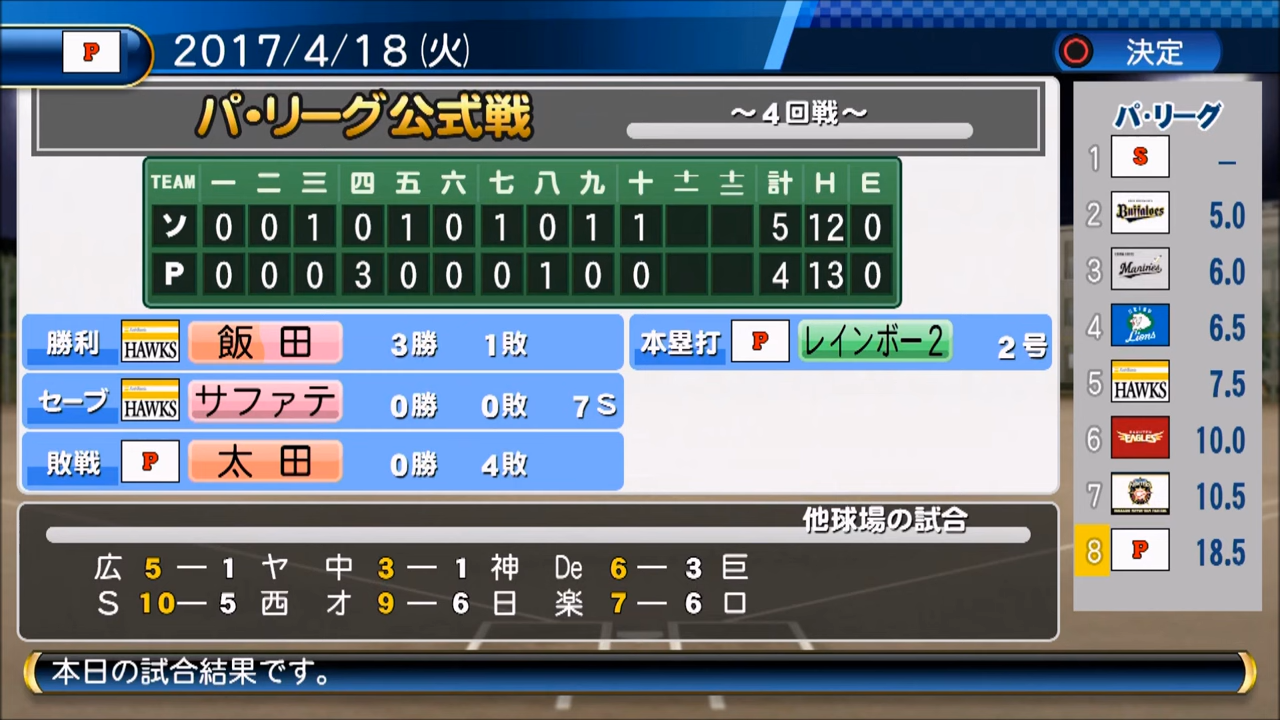 P 2017/4/18(火) 決定
パ・リーグ公式戦 ～4回戦～
TEAM 一 二 三 四 五 六 七 八 九 十 十一 十二 計 H E
ソ 0 0 1 0 1 0 1 0 1 1 5 12 0
P 0 0 0 3 0 0 0 1 0 0 4 13 0
勝利 HAWKS 飯田 3勝 1敗
セーブ HAWKS サファテ 0勝 0敗 7S
敗戦 P 太田 0勝 4敗
本塁打 P レインボー2 2号
他球場の試合
広 5 ー 1 ヤ 中 3 ー 1 神 De 6 ー 3 巨
S 10 ー 5 西 オ 9 ー 6 日 楽 7 ー 6 ロ
パ・リーグ
1 S ー
2 Buffaloes 5.0
3 Marines 6.0
4 Lions 6.5
5 HAWKS 7.5
6 EAGLES 10.0
7 10.5
8 P 18.5
本日の試合結果です。